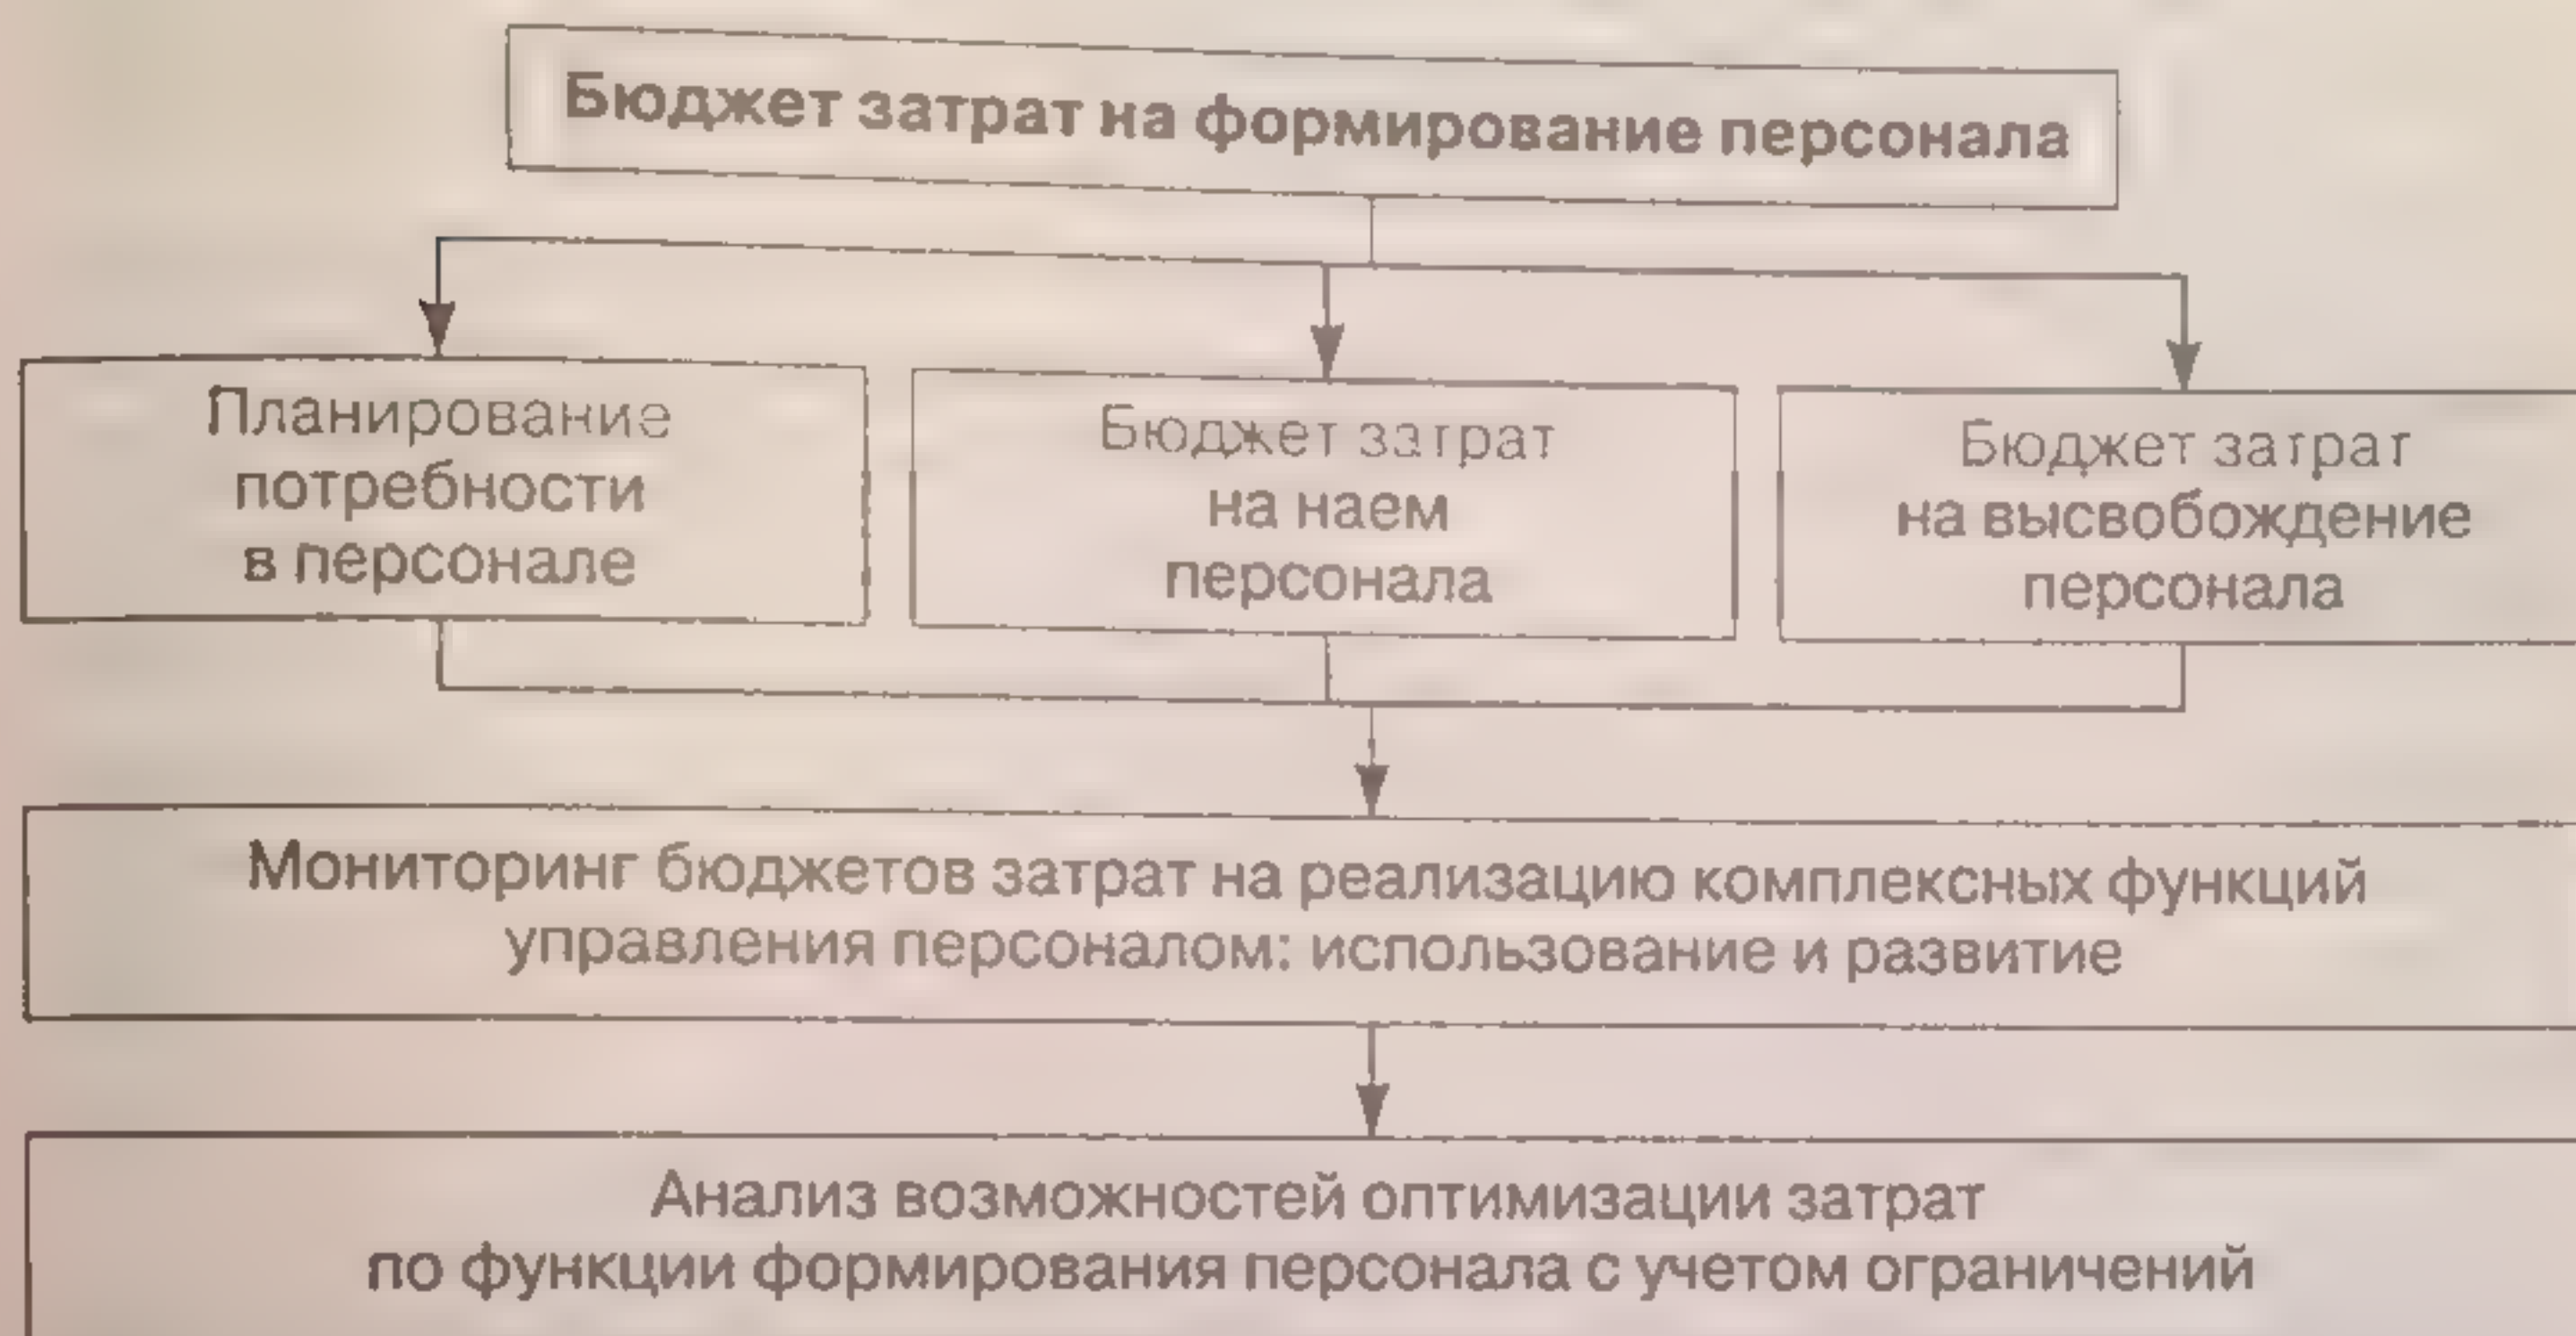 Бюджет затрат на формирование персонала
Планирование
потребности
в персонале
Бюджет затрат
на наем
персонала
Бюджет затрат
на высвобождение
персонала
Мониторинг бюджетов затрат на реализацию комплексных функций
управления персоналом: использование и развитие
Анализ возможностей оптимизации затрат
по функции формирования персонала с учетом ограничений